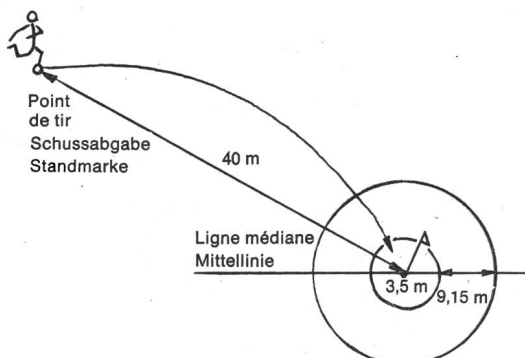 Point
de tir
Schussabgabe
Standmarke
40 m
Ligne médiane
Mittellinie
3,5 m
9,15 m